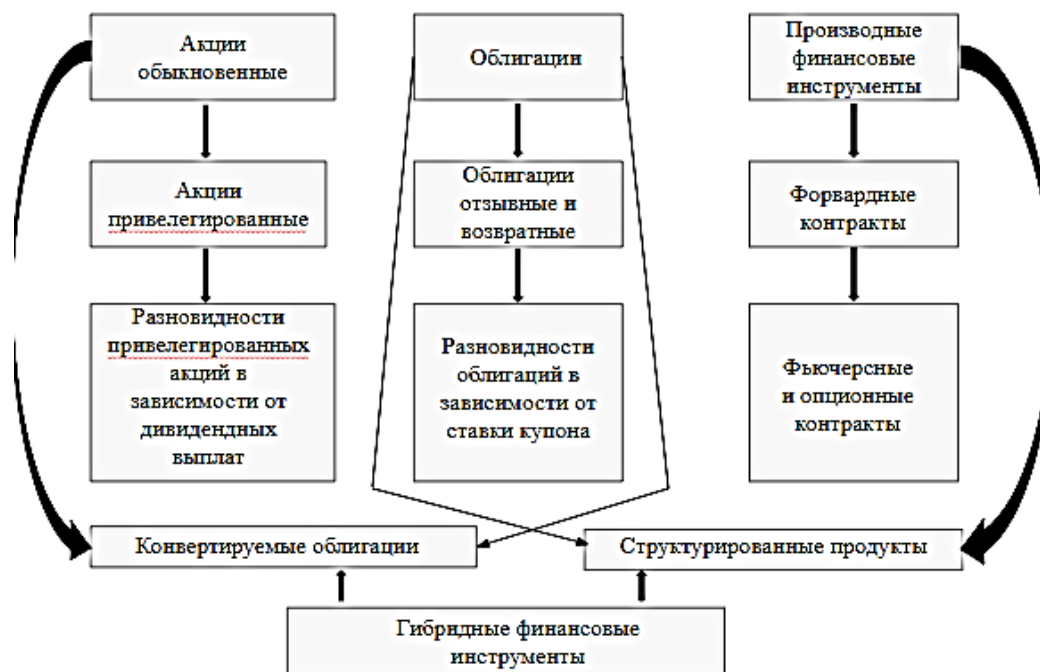 Акции
обыкновенные
Облигации
Производные
финансовые
инструменты
Акции
привелегированные
Облигации
отзывные и
возвратные
Форвардные
контракты
Разновидности
привелегированных
акций в
зависимости от
дивидендных
выплат
Разновидности
облигаций в
зависимости от
ставки купона
Фьючерсные
и опционные
контракты
Конвертируемые облигации
Структурированные продукты
Гибридные финансовые
инструменты